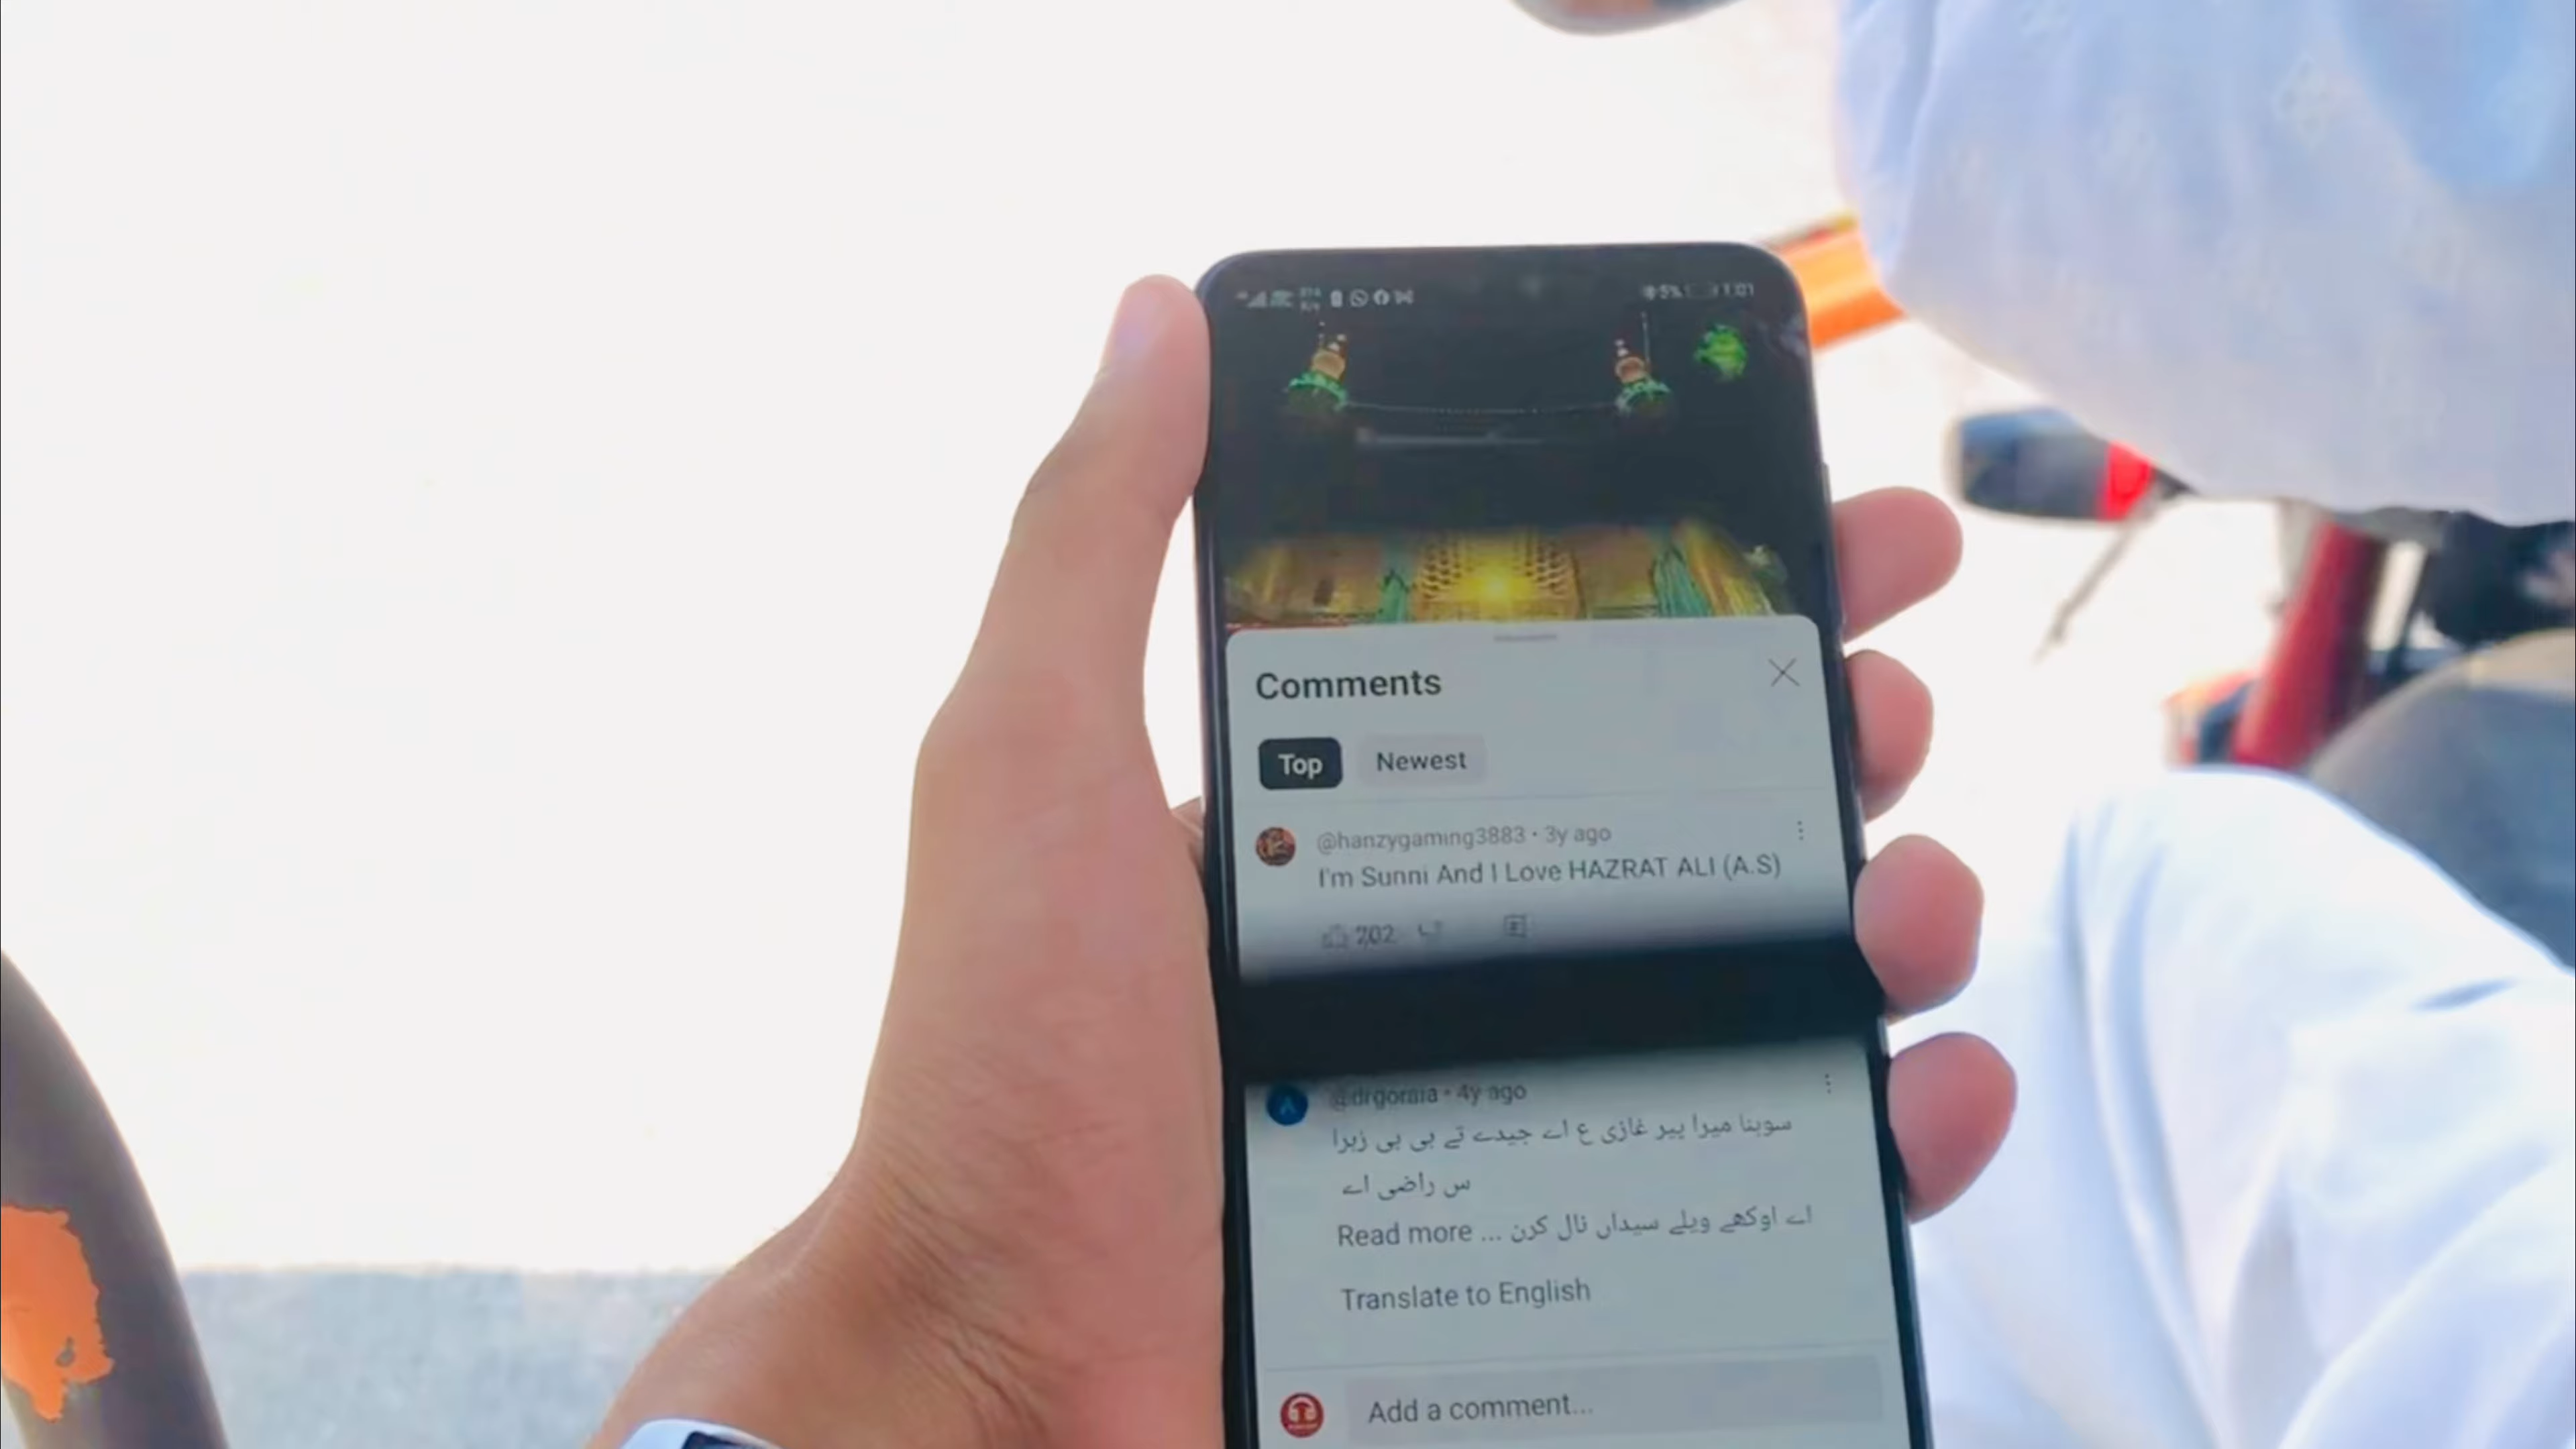 5%
Comments
Top
Newest
@hanzygaming3883 • 3y ago
I'm Sunni And I Love HAZRAT ALI (A.S)
202
4y ago
سوہنا میرا پیر غازی ع اے جیدے تے بی بی زہرا
س راضی اے
اے اوکھے ویلے سیداں نال کرن ... Read more
Translate to English
Add a comment...